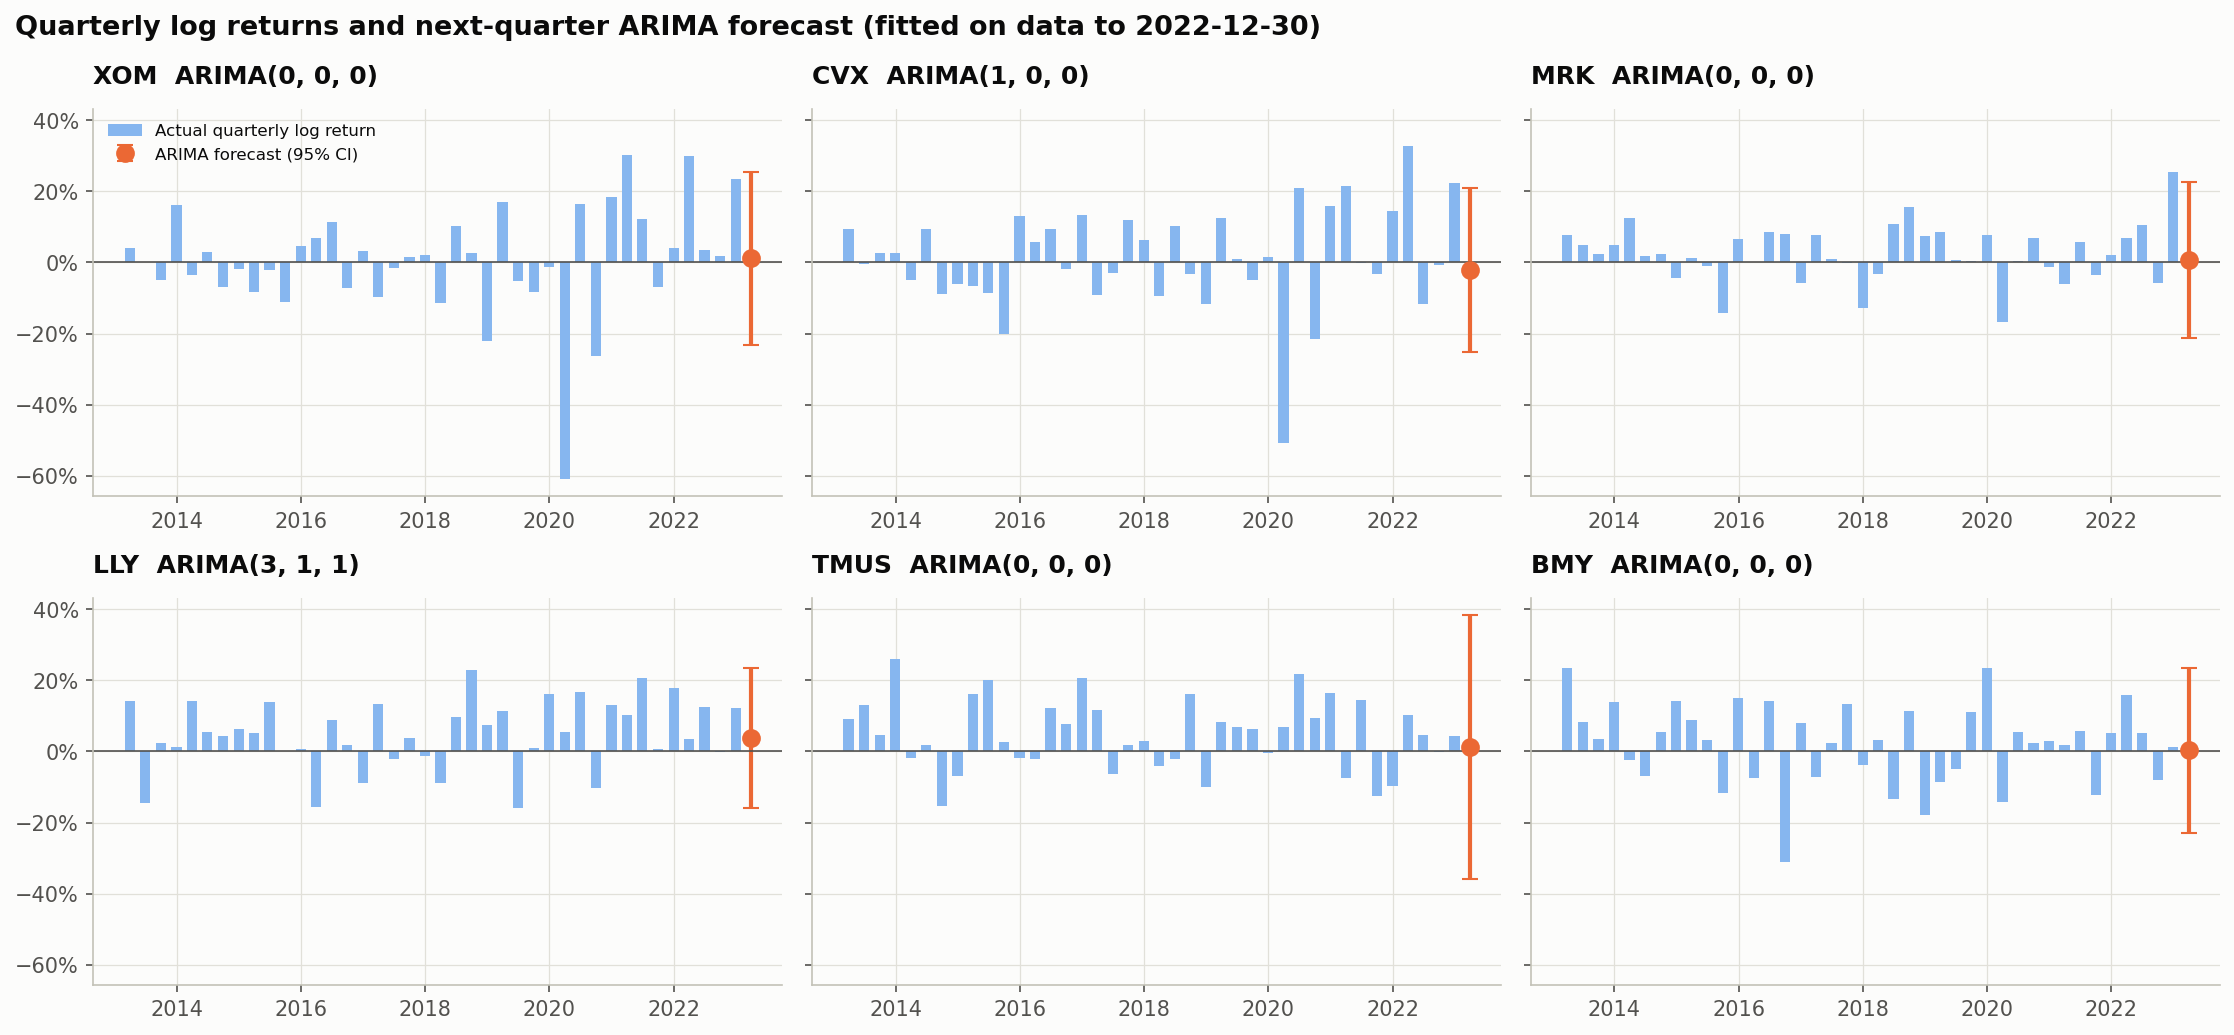 Quarterly log returns and next-quarter ARIMA forecast (fitted on data to 2022-12-30)
XOM  ARIMA(0, 0, 0)
CVX  ARIMA(1, 0, 0)
MRK  ARIMA(0, 0, 0)
40%
20%
0%
−20%
−40%
−60%
Actual quarterly log return
ARIMA forecast (95% CI)
2014 2016 2018 2020 2022
2014 2016 2018 2020 2022
2014 2016 2018 2020 2022
LLY  ARIMA(3, 1, 1)
TMUS  ARIMA(0, 0, 0)
BMY  ARIMA(0, 0, 0)
40%
20%
0%
−20%
−40%
−60%
2014 2016 2018 2020 2022
2014 2016 2018 2020 2022
2014 2016 2018 2020 2022